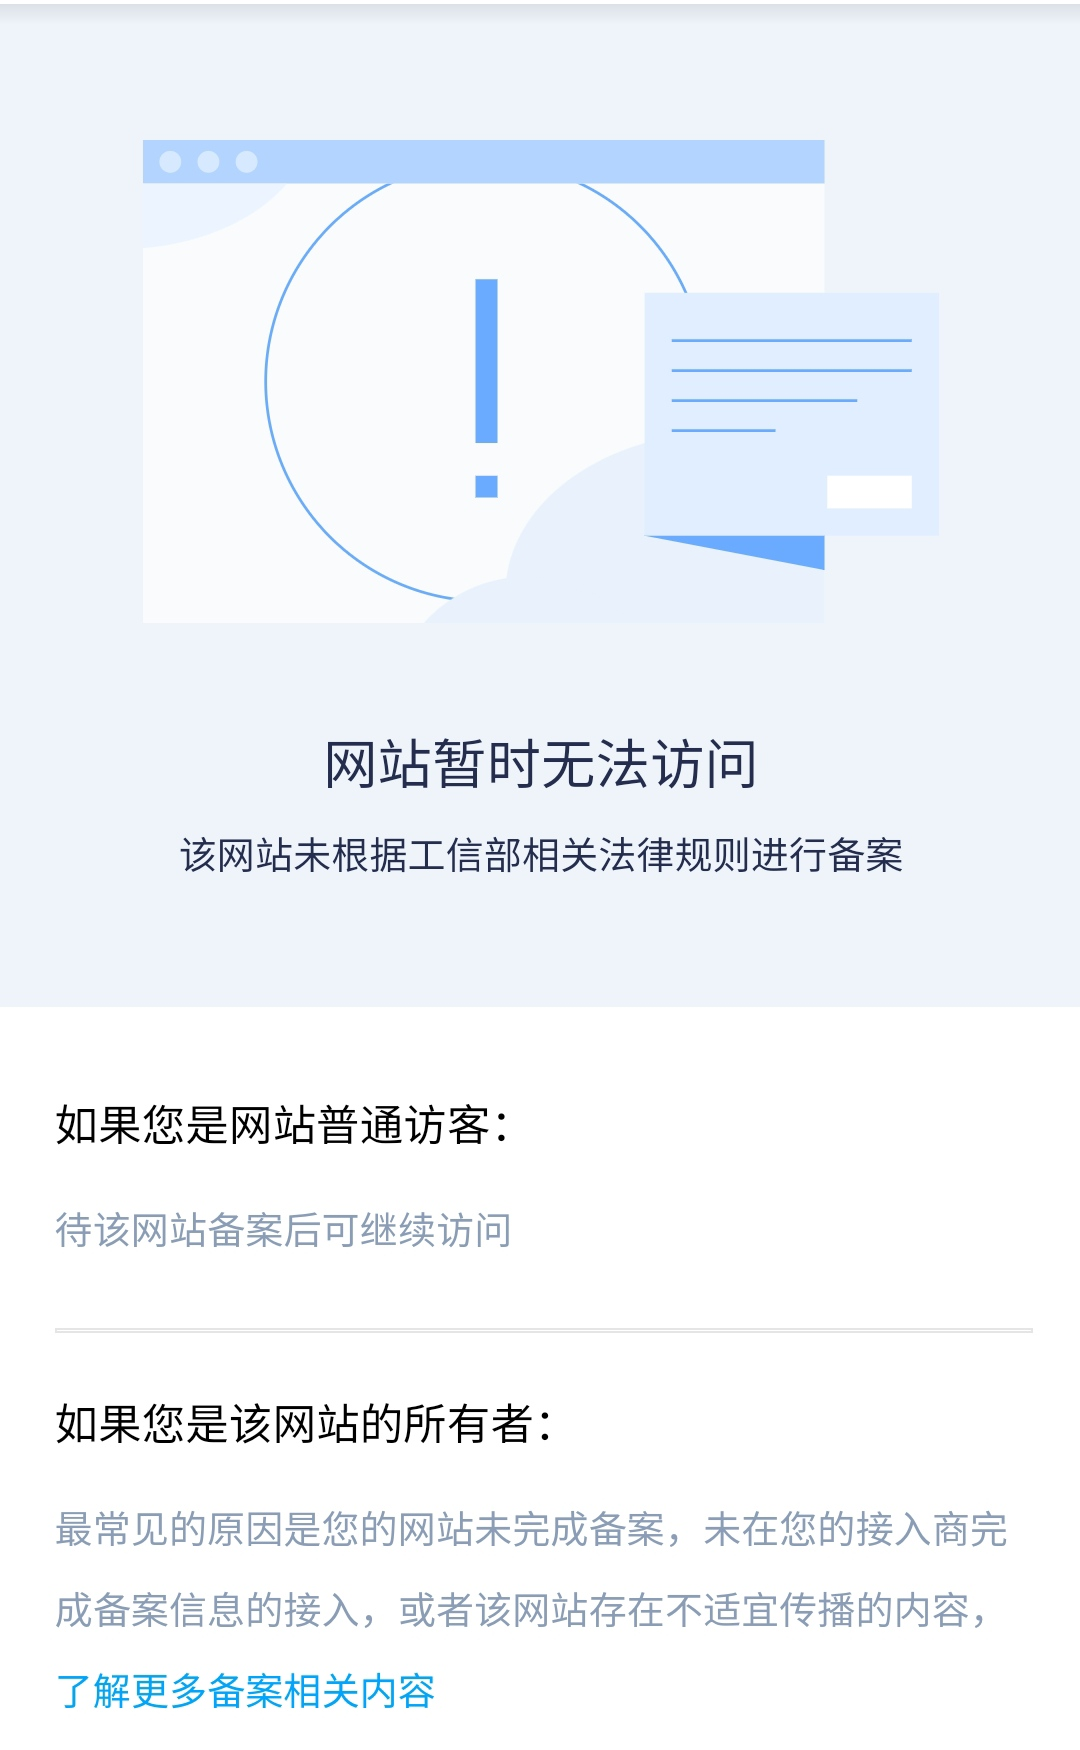 网站暂时无法访问
该网站未根据工信部相关法律规则进行备案
如果您是网站普通访客：
待该网站备案后可继续访问
如果您是该网站的所有者：
最常见的原因是您的网站未完成备案，未在您的接入商完
成备案信息的接入，或者该网站存在不适宜传播的内容，
了解更多备案相关内容